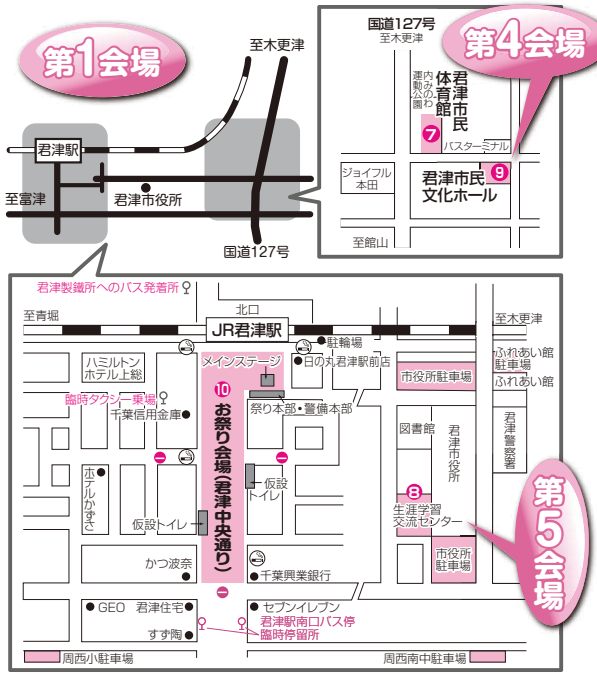 第1会場
至木更津
君津駅
至富津
君津市役所
国道127号
国道127号
至木更津
第4会場
内みのわ
運動公園
君津市民
体育館
7
バスターミナル
ジョイフル
本田
9
君津市民
文化ホール
至館山
君津製鐵所へのバス発着所
至青堀
北口
JR君津駅
至木更津
駐輪場
メインステージ
日の丸君津駅前店
ハミルトン
ホテル上総
市役所駐車場
ふれあい館
駐車場
ふれあい館
臨時タクシー乗場
千葉信用金庫
10
お祭り会場(君津中央通り)
祭り本部・警備本部
図書館
君津市役所
君津警察署
ホテルかずさ
仮設
トイレ
仮設トイレ
8
生涯学習
交流センター
第5会場
市役所
駐車場
かつ波奈
千葉興業銀行
GEO
君津住宅
セブンイレブン
すず陶
君津駅南口バス停
臨時停留所
周西小駐車場
周西南中駐車場